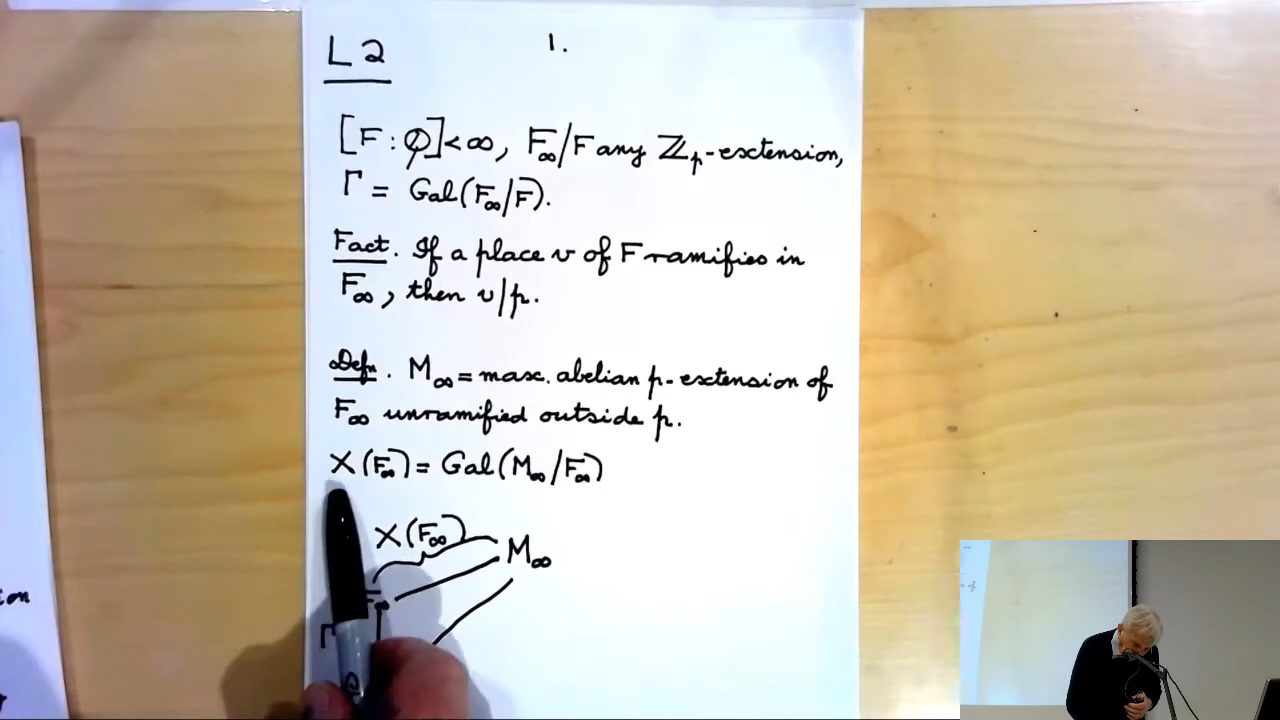 L2 1.
[F : ℚ] < ∞, F∞/F any ℤp-extension,
Γ = Gal(F∞/F).
Fact. If a place v of F ramifies in
F∞, then v/p.
Defn. M∞ = max. abelian p-extension of
F∞ unramified outside p.
X(F∞) = Gal(M∞/F∞)
X(F∞)
M∞
F∞
Γ